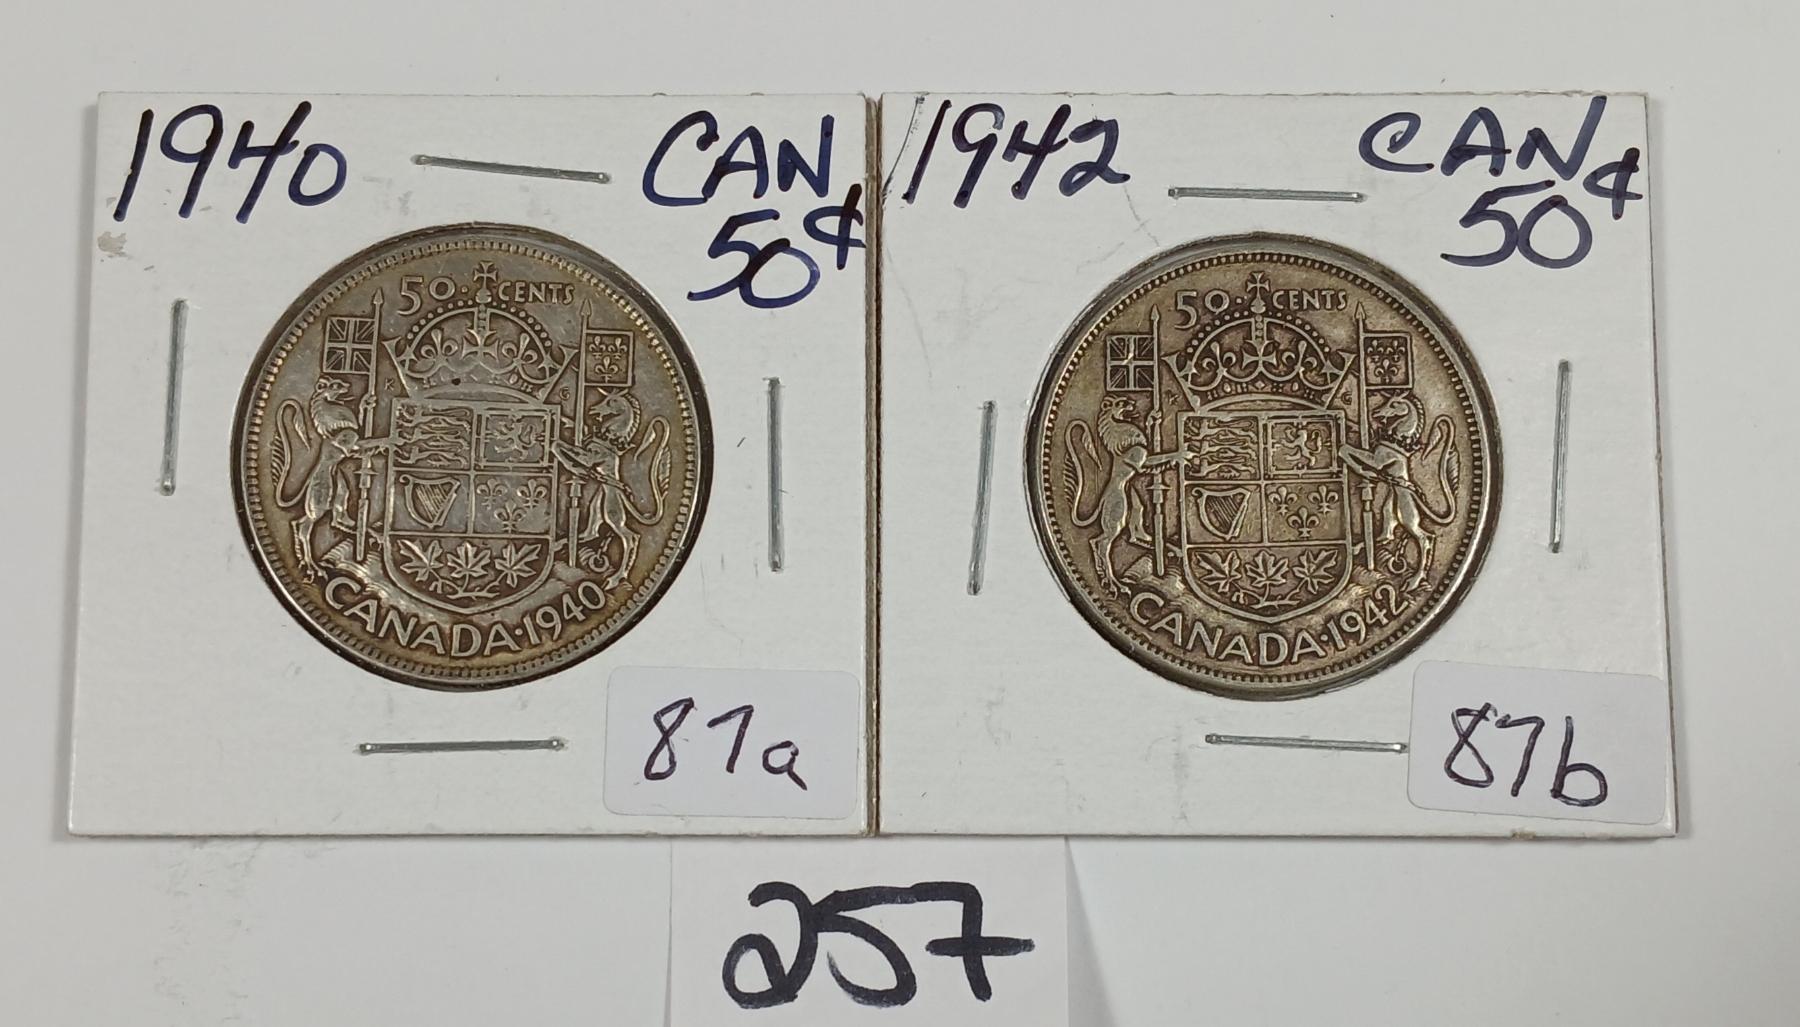 1940 CAN
50¢
50 CENTS
K G
CANADA·1940
87a
1942 CAN
50¢
50 CENTS
K G
CANADA·1942
87b
257